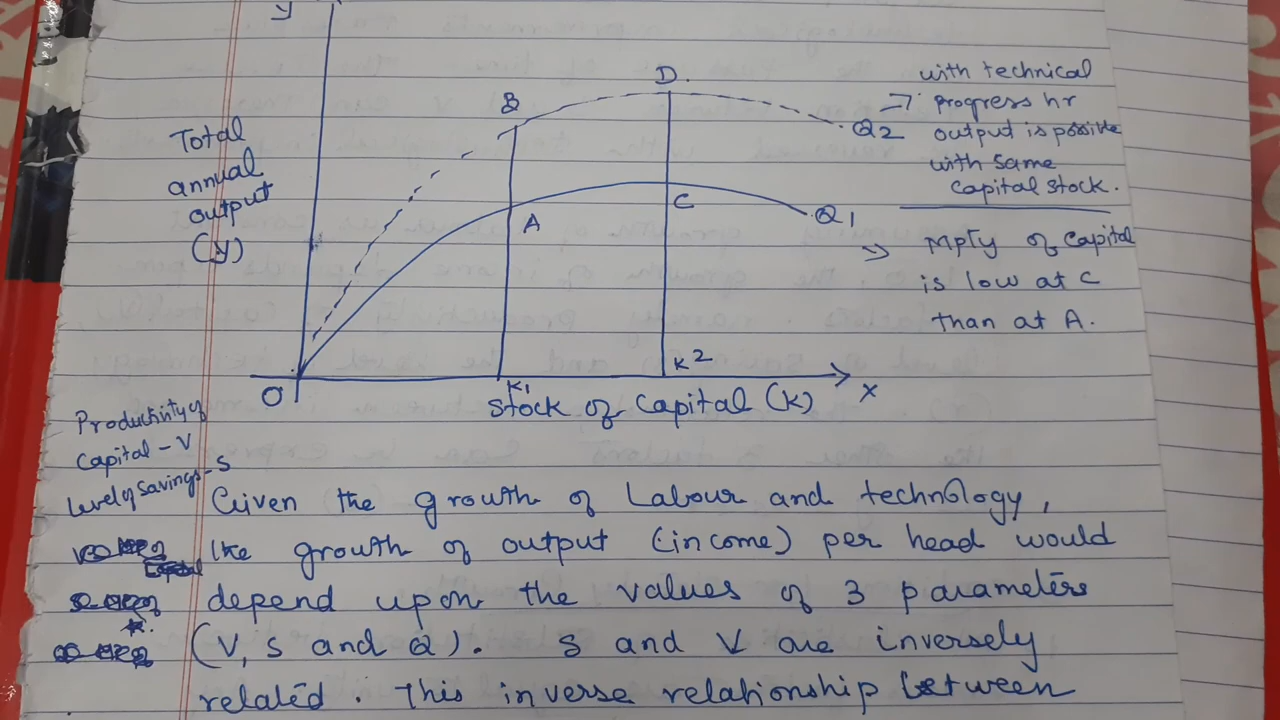 y
Total
annual
output
(y)
B
D.
A
C
Q2
Q1
O
K1
K2
x
Stock of Capital (K)
with technical
→ progress hr
output is possible
with same
capital stock.
⇒ MPTy of Capital
is low at C
than at A.
Productivity of
Capital - V
level of savings - S
Given the growth of Labour and technology,
the growth of output (income) per head would
depend upon the values of 3 parameters
(V, S and Q). S and V are inversely
related. This inverse relationship between